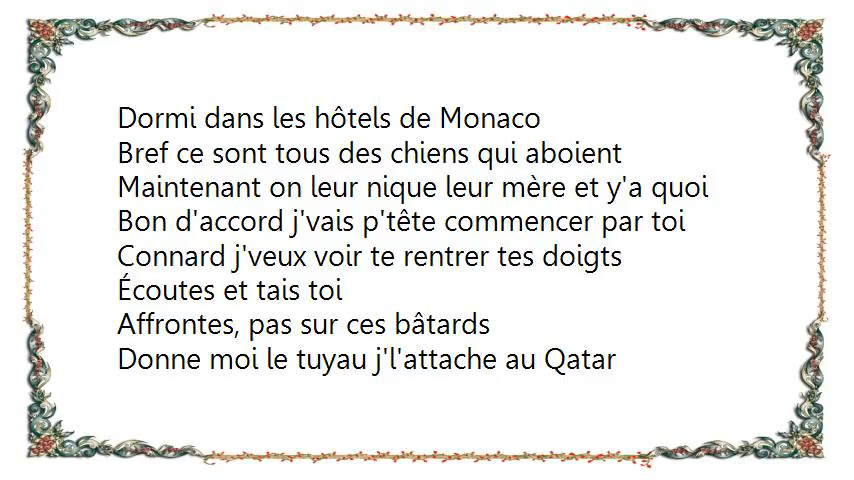 Dormi dans les hôtels de Monaco
Bref ce sont tous des chiens qui aboient
Maintenant on leur nique leur mère et y'a quoi
Bon d'accord j'vais p'tête commencer par toi
Connard j'veux voir te rentrer tes doigts
Écoutes et tais toi
Affrontes, pas sur ces bâtards
Donne moi le tuyau j'l'attache au Qatar